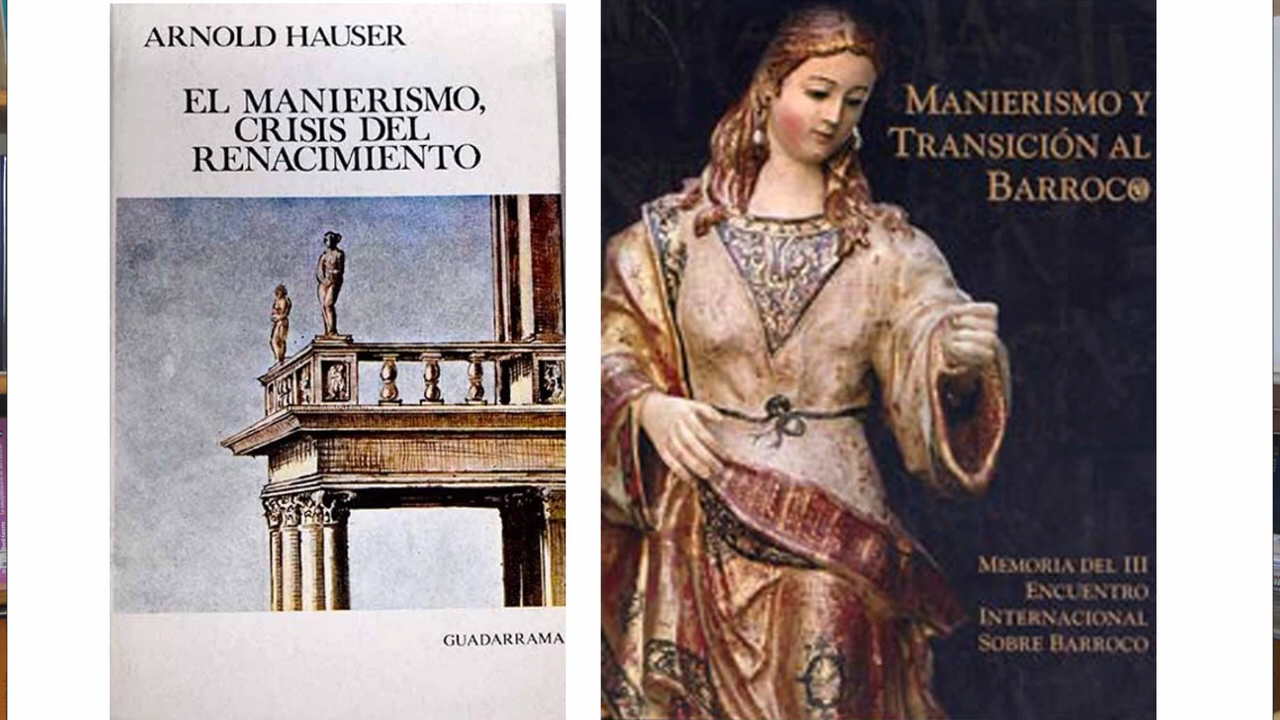 ARNOLD HAUSER
EL MANIERISMO,
CRISIS DEL
RENACIMIENTO
GUADARRAMA
MANIERISMO Y
TRANSICIÓN AL
BARROCO
MEMORIA DEL III
ENCUENTRO
INTERNACIONAL
SOBRE BARROCO